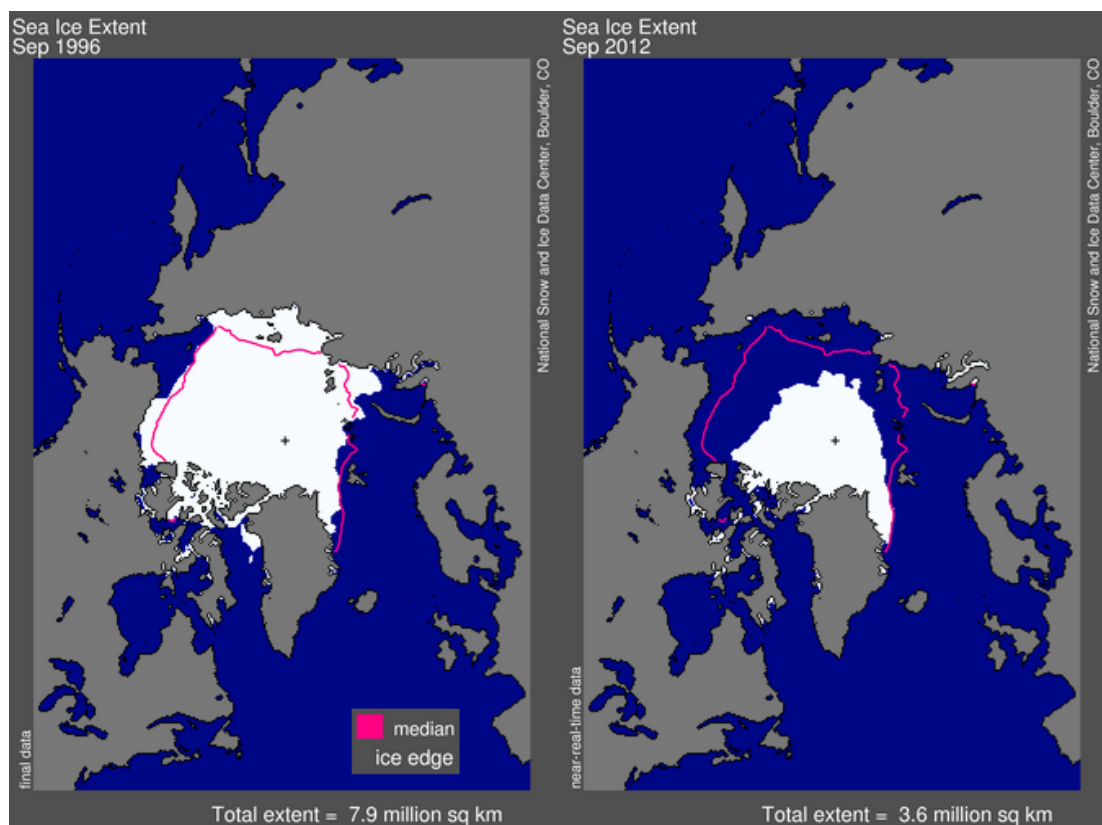 Sea Ice Extent
Sep 1996
National Snow and Ice Data Center, Boulder, CO
final data
median
ice edge
Total extent = 7.9 million sq km
Sea Ice Extent
Sep 2012
National Snow and Ice Data Center, Boulder, CO
near-real-time data
Total extent = 3.6 million sq km